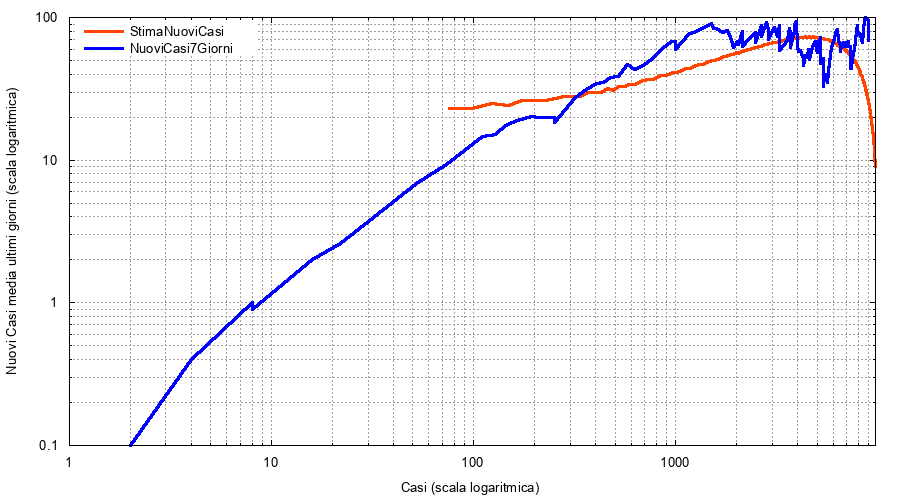 100
StimaNuoviCasi
NuoviCasi7Giorni
10
1
0.1
Nuovi Casi media ultimi giorni (scala logaritmica)
1
10
100
1000
Casi (scala logaritmica)